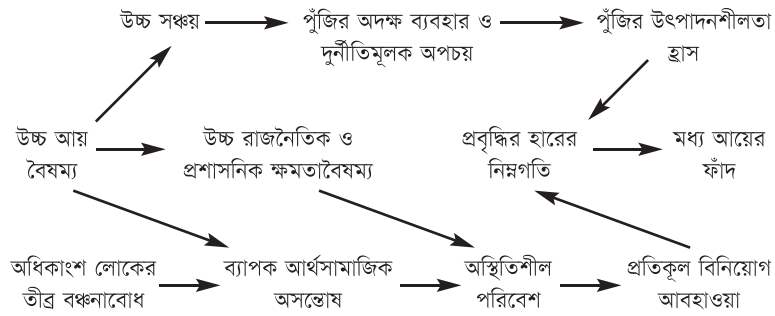 উচ্চ সঞ্চয়
পুঁজির অদক্ষ ব্যবহার ও
দুর্নীতিমূলক অপচয়
পুঁজির উৎপাদনশীলতা
হ্রাস
উচ্চ আয়
বৈষম্য
উচ্চ রাজনৈতিক ও
প্রশাসনিক ক্ষমতাবৈষম্য
প্রবৃদ্ধির হারের
নিম্নগতি
মধ্য আয়ের
ফাঁদ
অধিকাংশ লোকের
তীব্র বঞ্চনাবোধ
ব্যাপক আর্থসামাজিক
অসন্তোষ
অস্থিতিশীল
পরিবেশ
প্রতিকূল বিনিয়োগ
আবহাওয়া